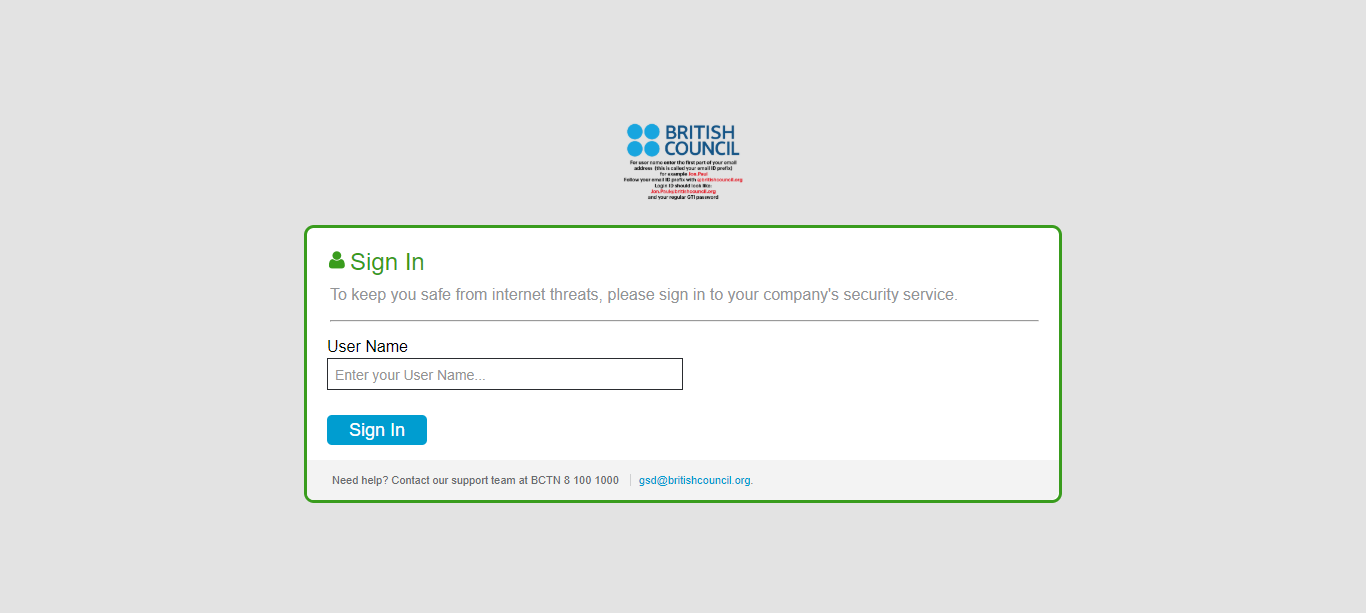 BRITISH
COUNCIL
For user name enter the first part of your email
address (this is called your email ID prefix)
for example Jon.Paul
Follow your email ID prefix with @britishcouncil.org
Login ID should look like:
Jon.Paul@britishcouncil.org
and your regular GTI password
Sign In
To keep you safe from internet threats, please sign in to your company's security service.
User Name
Enter your User Name...
Sign In
Need help? Contact our support team at BCTN 8 100 1000 gsd@britishcouncil.org.